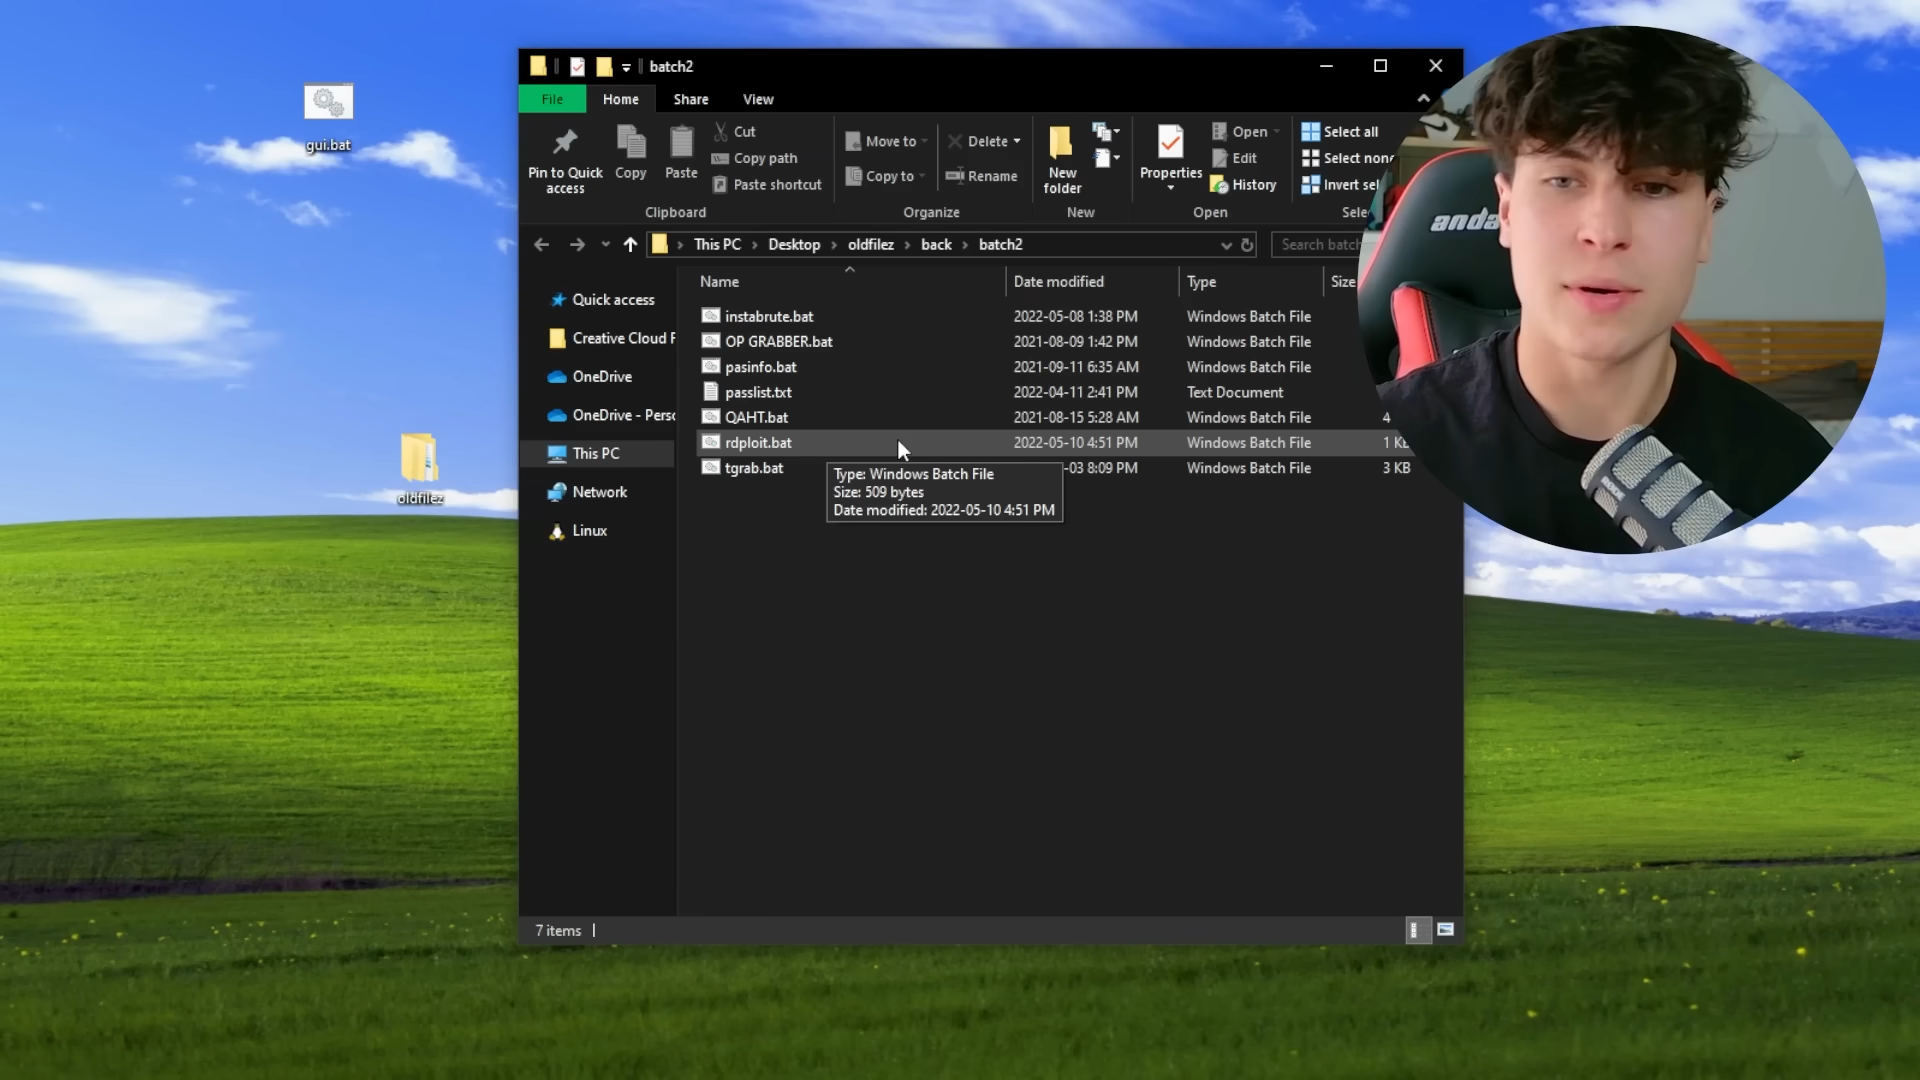 gui.bat
oldfilez
batch2
File
Home
Share
View
Pin to Quick access
Copy
Paste
Cut
Copy path
Paste shortcut
Clipboard
Move to
Copy to
Delete
Rename
Organize
New folder
New
Properties
Open
Edit
History
Open
Select all
Select none
Invert sel
Sele
This PC
Desktop
oldfilez
back
batch2
Search batch
Quick access
Creative Cloud F
OneDrive
OneDrive - Perso
This PC
Network
Linux
Name
Date modified
Type
Size
instabrute.bat 2022-05-08 1:38 PM Windows Batch File
OP GRABBER.bat 2021-08-09 1:42 PM Windows Batch File
pasinfo.bat 2021-09-11 6:35 AM Windows Batch File
passlist.txt 2022-04-11 2:41 PM Text Document
QAHT.bat 2021-08-15 5:28 AM Windows Batch File 4
rdploit.bat 2022-05-10 4:51 PM Windows Batch File 1 KB
tgrab.bat -03 8:09 PM Windows Batch File 3 KB
Type: Windows Batch File
Size: 509 bytes
Date modified: 2022-05-10 4:51 PM
7 items
anda
RODE